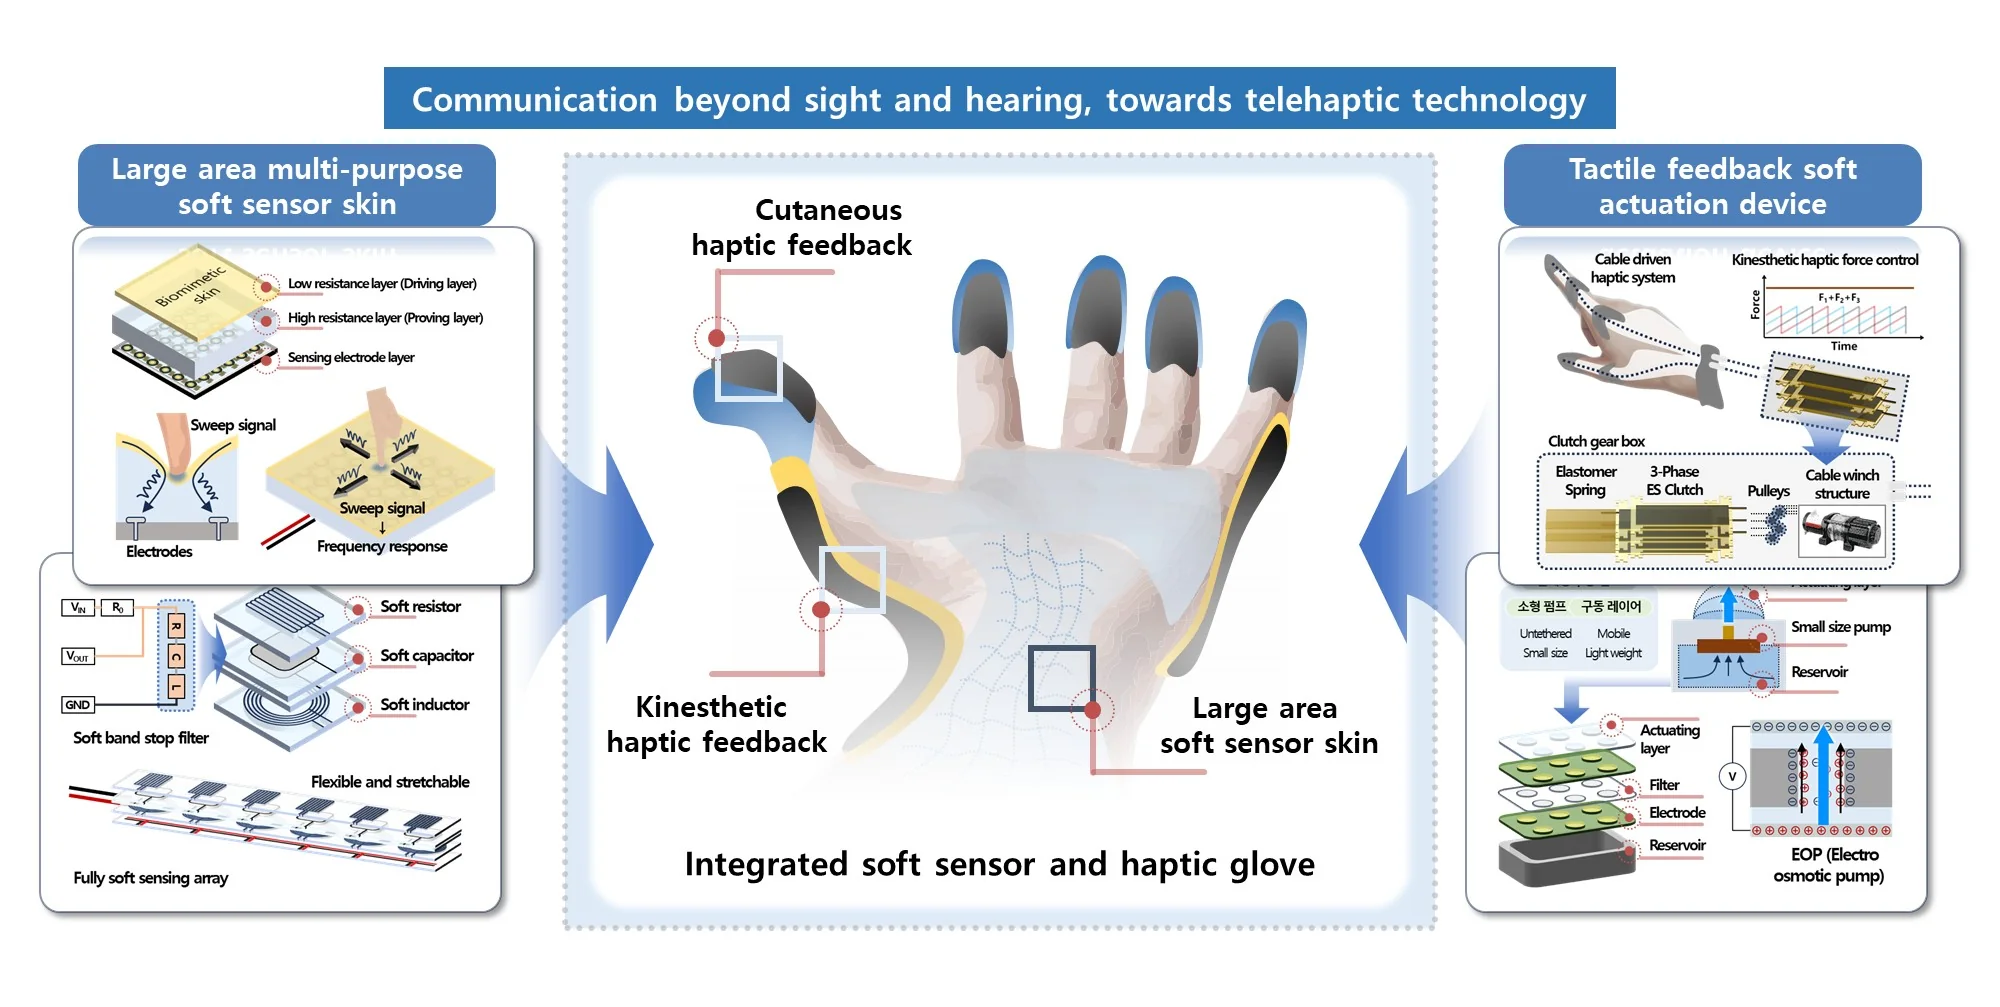 Communication beyond sight and hearing, towards telehaptic technology
Large area multi-purpose
soft sensor skin
Biomimetic
skin
Low resistance layer (Driving layer)
High resistance layer (Proving layer)
Sensing electrode layer
Sweep signal
Electrodes
Sweep signal
↓
Frequency response
VIN
R0
R
VOUT
C
L
GND
Soft resistor
Soft capacitor
Soft inductor
Soft band stop filter
Flexible and stretchable
Fully soft sensing array
Cutaneous
haptic feedback
Kinesthetic
haptic feedback
Large area
soft sensor skin
Integrated soft sensor and haptic glove
Tactile feedback soft
actuation device
Cable driven
haptic system
Kinesthetic haptic force control
Force
F1+F2+F3
Time
Clutch gear box
Elastomer
Spring
3-Phase
ES Clutch
Pulleys
Cable winch
structure
소형 펌프
구동 레이어
Untethered
Small size
Mobile
Light weight
Small size pump
Reservoir
Actuating
layer
Filter
Electrode
Reservoir
V
EOP (Electro
osmotic pump)